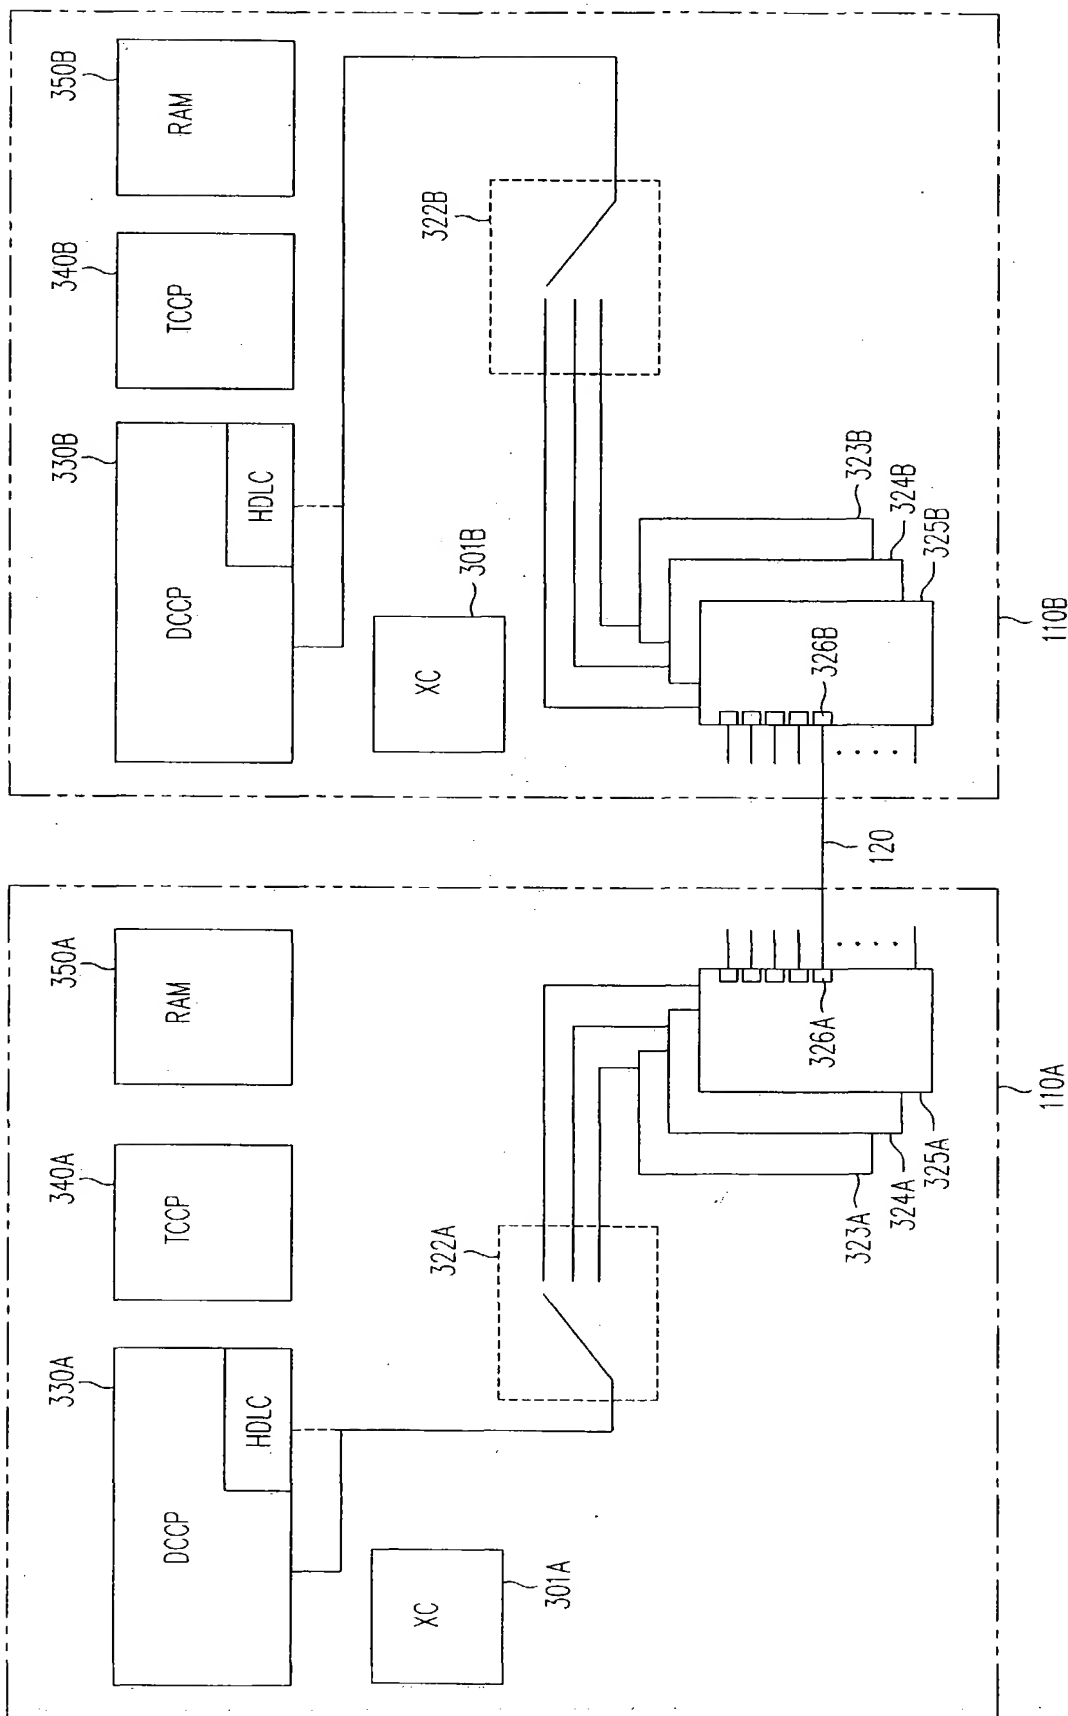 330A
340A
350A
DCCP
HDLC
TCCP
RAM
XC
301A
322A
323A
324A
325A
326A
110A
120
330B
340B
350B
DCCP
HDLC
TCCP
RAM
XC
301B
322B
323B
324B
325B
326B
110B